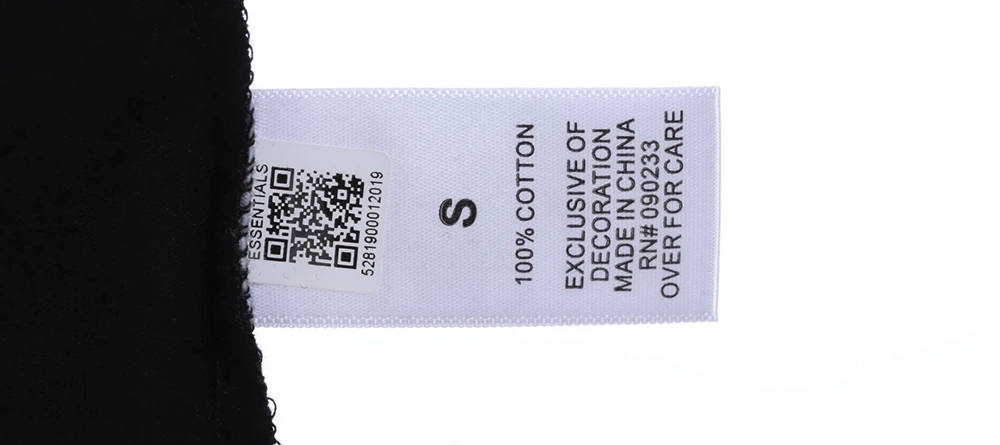 ESSENTIALS
5281900012019
S
100% COTTON
EXCLUSIVE OF
DECORATION
MADE IN CHINA
RN# 090233
OVER FOR CARE